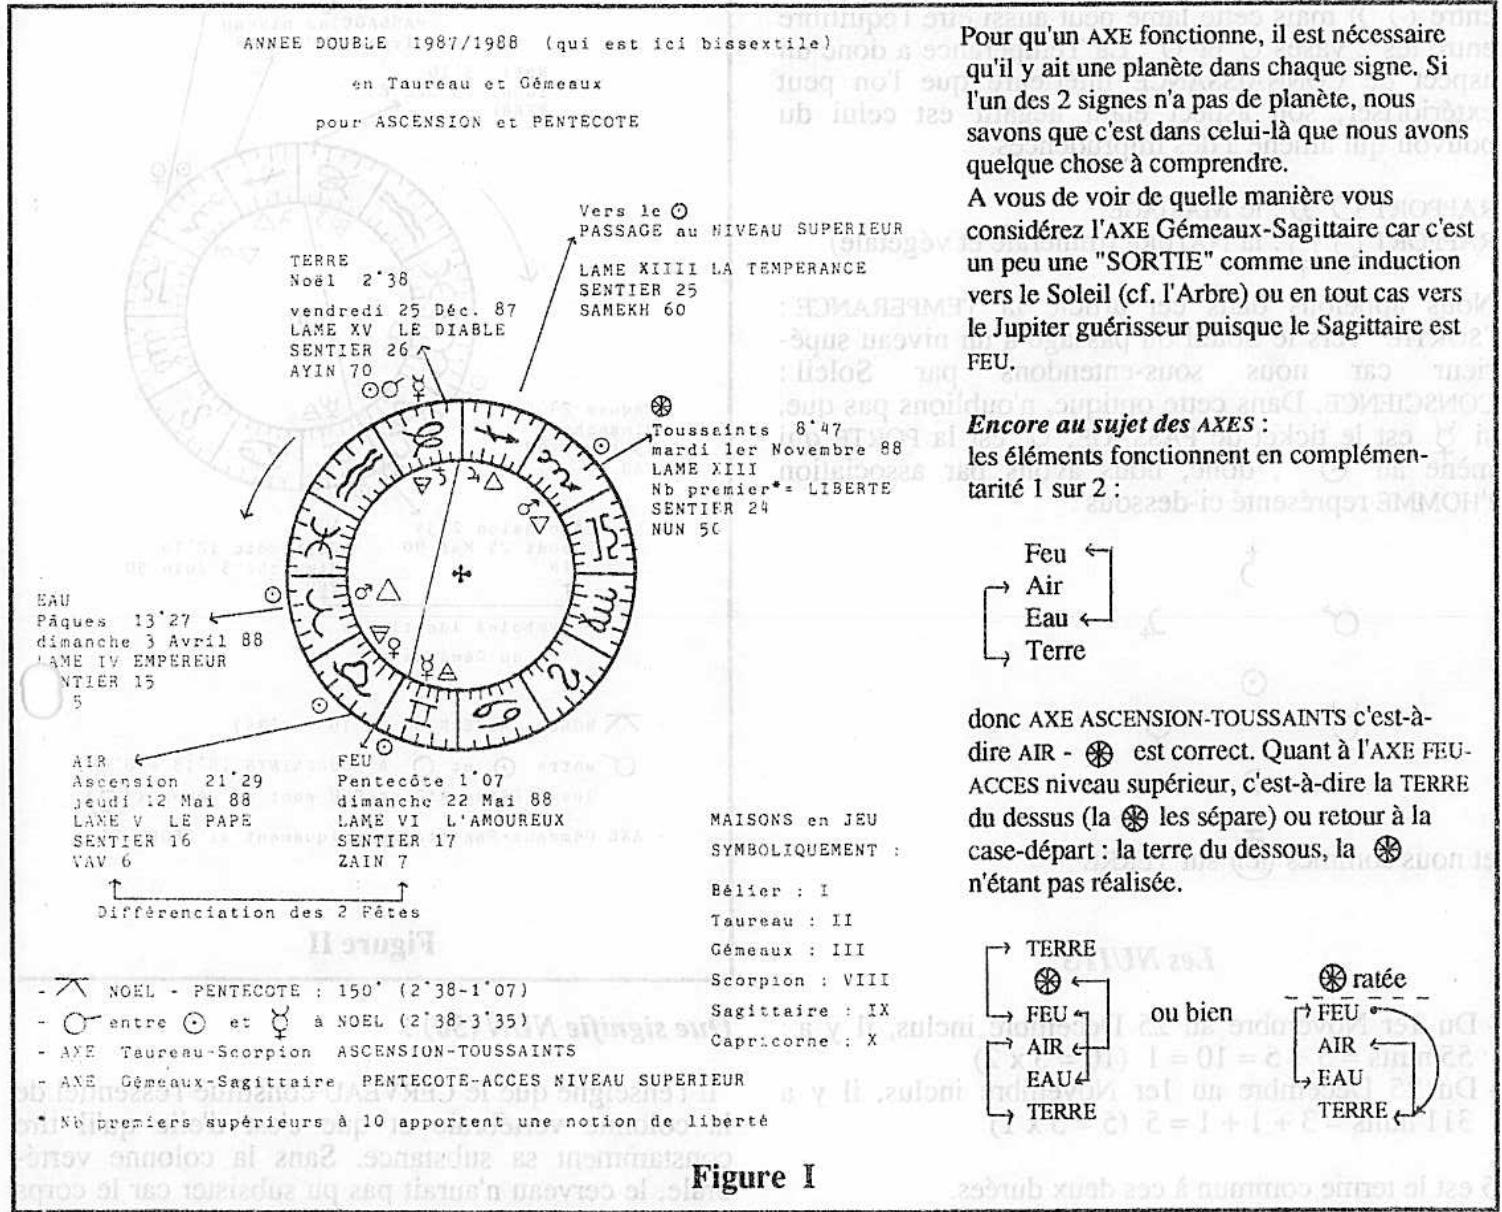 ANNEE DOUBLE 1987/1988 (qui est ici bissextile)
en Taureau et Gémeaux
pour ASCENSION et PENTECOTE
Vers le ☉
PASSAGE au NIVEAU SUPERIEUR
LAME XIIII LA TEMPERANCE
SENTIER 25
SAMEKH 60
TERRE
Noël 2°38
vendredi 25 Déc. 87
LAME XV LE DIABLE
SENTIER 26
AYIN 70
☉♂☿
Toussaints 8°47
mardi 1er Novembre 88
LAME XIII
Nb premier*= LIBERTE
SENTIER 24
NUN 50
EAU
Pâques 13°27
dimanche 3 Avril 88
LAME IV EMPEREUR
NTIER 15
5
AIR
Ascension 21°29
jeudi 12 Mai 88
LAME V LE PAPE
SENTIER 16
VAV 6
FEU
Pentecôte 1°07
dimanche 22 Mai 88
LAME VI L'AMOUREUX
SENTIER 17
ZAIN 7
Différenciation des 2 Fêtes
MAISONS en JEU
SYMBOLIQUEMENT :
Bélier : I
Taureau : II
Gémeaux : III
Scorpion : VIII
Sagittaire : IX
Capricorne : X
- ⚻ NOEL - PENTECOTE : 150° (2°38-1°07)
- ☌ entre ☉ et ☿ à NOEL (2°38-3°35)
- AXE Taureau-Scorpion ASCENSION-TOUSSAINTS
- AXE Gémeaux-Sagittaire PENTECOTE-ACCES NIVEAU SUPERIEUR
* Nb premiers supérieurs à 10 apportent une notion de liberté
Pour qu'un AXE fonctionne, il est nécessaire
qu'il y ait une planète dans chaque signe. Si
l'un des 2 signes n'a pas de planète, nous
savons que c'est dans celui-là que nous avons
quelque chose à comprendre.
A vous de voir de quelle manière vous
considérez l'AXE Gémeaux-Sagittaire car c'est
un peu une "SORTIE" comme une induction
vers le Soleil (cf. l'Arbre) ou en tout cas vers
le Jupiter guérisseur puisque le Sagittaire est
FEU.
Encore au sujet des AXES :
les éléments fonctionnent en complémen-
tarité 1 sur 2 :
Feu
Air
Eau
Terre
donc AXE ASCENSION-TOUSSAINTS c'est-à-
dire AIR - ⊛ est correct. Quant à l'AXE FEU-
ACCES niveau supérieur, c'est-à-dire la TERRE
du dessus (la ⊛ les sépare) ou retour à la
case-départ : la terre du dessous, la ⊛
n'étant pas réalisée.
TERRE
⊛
FEU
AIR
EAU
TERRE
ou bien
⊛ ratée
FEU
AIR
EAU
TERRE
Figure I